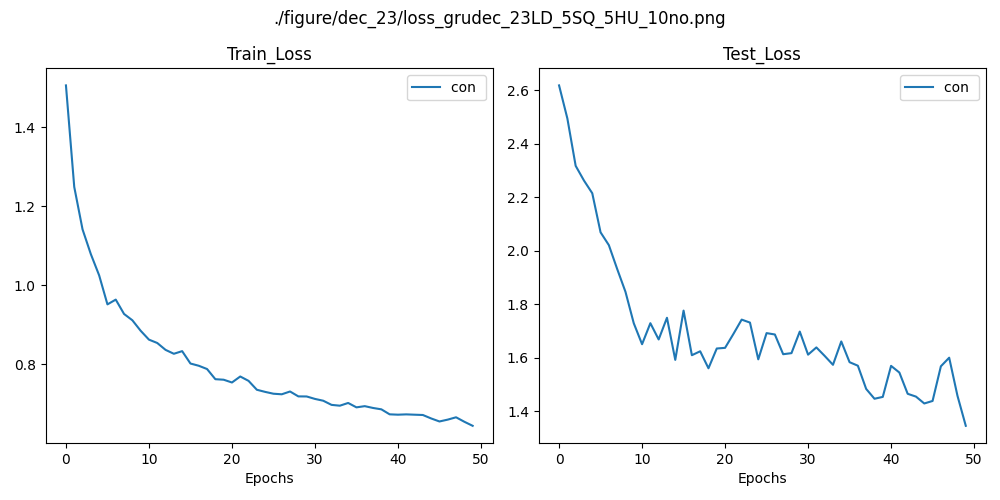 ./figure/dec_23/loss_grudec_23LD_5SQ_5HU_10no.png
Train_Loss
con
1.4
1.2
1.0
0.8
0 10 20 30 40 50
Epochs
Test_Loss
con
2.6
2.4
2.2
2.0
1.8
1.6
1.4
0 10 20 30 40 50
Epochs